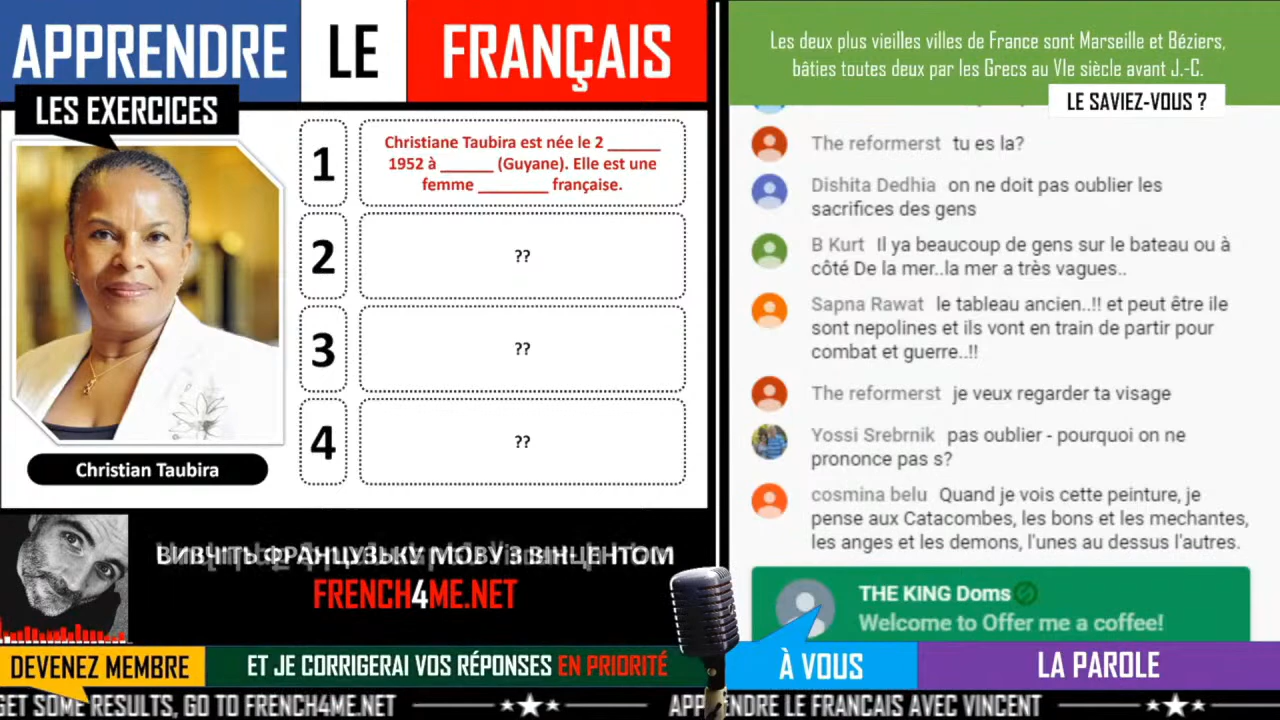 APPRENDRE LE FRANÇAIS
LES EXERCICES
Christian Taubira
1
Christiane Taubira est née le 2 ______
1952 à ______ (Guyane). Elle est une
femme ________ française.
2
??
3
??
4
??
ВИВЧІТЬ ФРАНЦУЗЬКУ МОВУ З ВІНЦЕНТОМ
FRENCH4ME.NET
DEVENEZ MEMBRE
ET JE CORRIGERAI VOS RÉPONSES EN PRIORITÉ
Les deux plus vieilles villes de France sont Marseille et Béziers,
bâties toutes deux par les Grecs au VIe siècle avant J.-C.
LE SAVIEZ-VOUS ?
The reformerst tu es la?
Dishita Dedhia on ne doit pas oublier les
sacrifices des gens
B Kurt Il ya beaucoup de gens sur le bateau ou à
côté De la mer..la mer a très vagues..
Sapna Rawat le tableau ancien..!! et peut être ile
sont nepolines et ils vont en train de partir pour
combat et guerre..!!
The reformerst je veux regarder ta visage
Yossi Srebrnik pas oublier - pourquoi on ne
prononce pas s?
cosmina belu Quand je vois cette peinture, je
pense aux Catacombes, les bons et les mechantes,
les anges et les demons, l'unes au dessus l'autres.
THE KING Doms
Welcome to Offer me a coffee!
À VOUS
LA PAROLE
GET SOME RESULTS, GO TO FRENCH4ME.NET
APPRENDRE LE FRANCAIS AVEC VINCENT